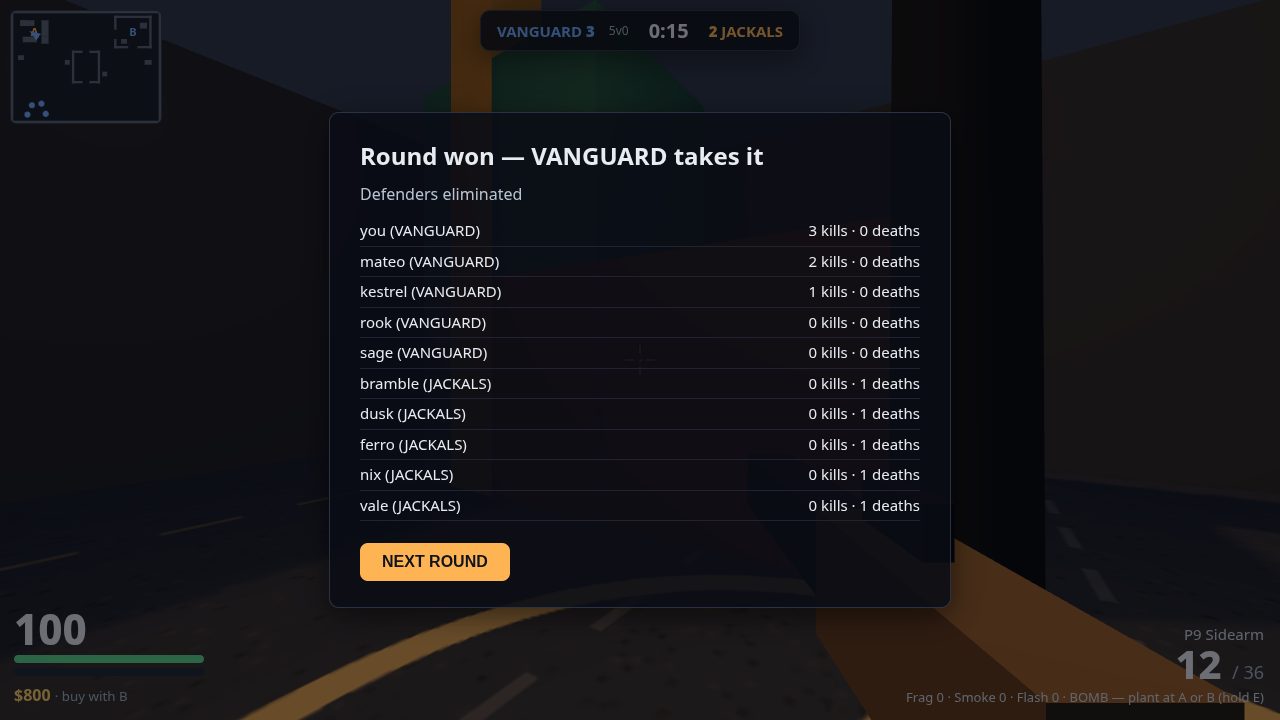 VANGUARD 3 5v0 0:15 2 JACKALS
B
Round won — VANGUARD takes it
Defenders eliminated
you (VANGUARD) 3 kills · 0 deaths
mateo (VANGUARD) 2 kills · 0 deaths
kestrel (VANGUARD) 1 kills · 0 deaths
rook (VANGUARD) 0 kills · 0 deaths
sage (VANGUARD) 0 kills · 0 deaths
bramble (JACKALS) 0 kills · 1 deaths
dusk (JACKALS) 0 kills · 1 deaths
ferro (JACKALS) 0 kills · 1 deaths
nix (JACKALS) 0 kills · 1 deaths
vale (JACKALS) 0 kills · 1 deaths
NEXT ROUND
100
$800 · buy with B
P9 Sidearm
12 / 36
Frag 0 · Smoke 0 · Flash 0 · BOMB — plant at A or B (hold E)